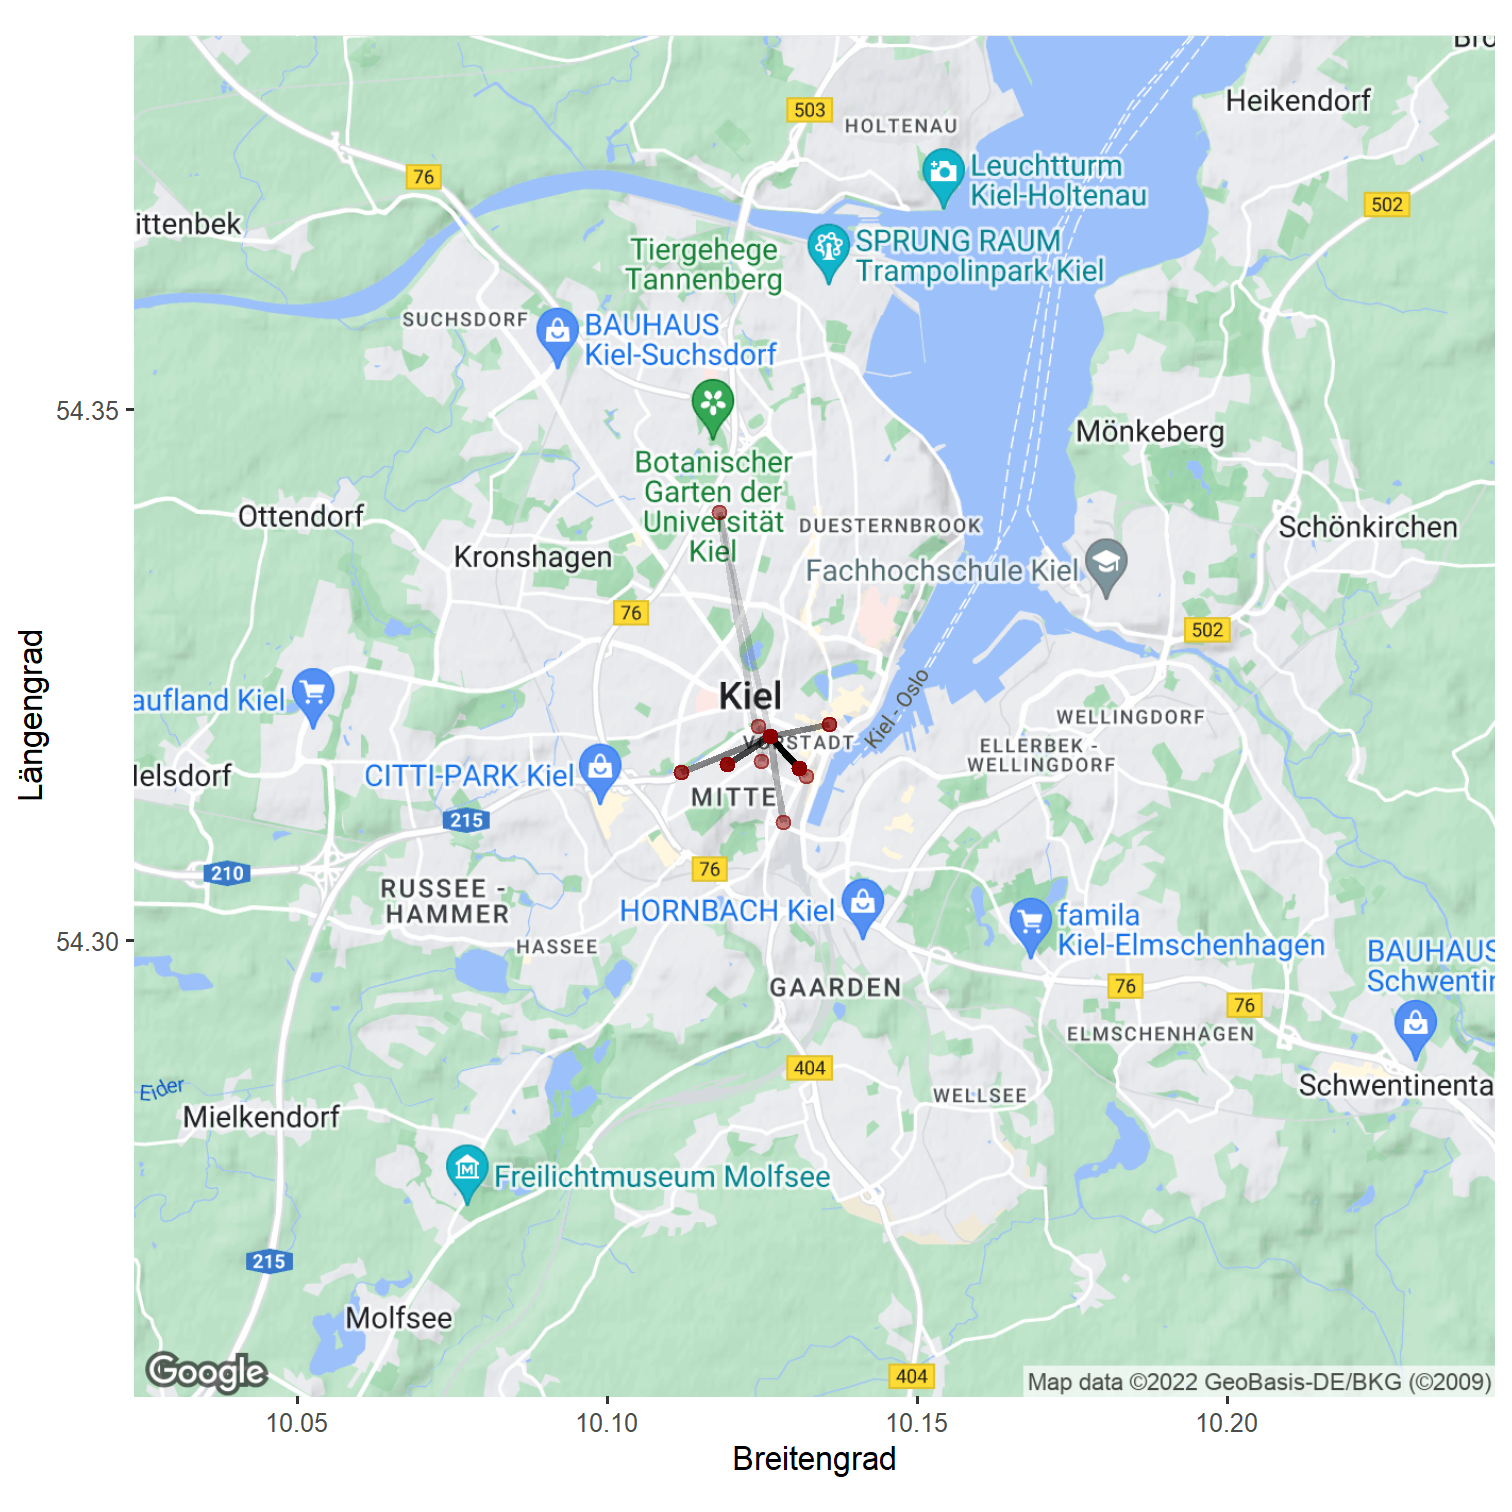 Bro
Heikendorf
503
HOLTENAU
76
Leuchtturm
Kiel-Holtenau
502
ittenbek
Tiergehege
Tannenberg
SPRUNG RAUM
Trampolinpark Kiel
SUCHSDORF
BAUHAUS
Kiel-Suchsdorf
54.35
Mönkeberg
Botanischer
Garten der
Universität
Kiel
Ottendorf
DUESTERNBROOK
Schönkirchen
Kronshagen
Fachhochschule Kiel
76
502
Längengrad
aufland Kiel
Kiel
Kiel - Oslo
WELLINGDORF
VORSTADT
ELLERBEK -
WELLINGDORF
elsdorf
CITTI-PARK Kiel
MITTE
215
210
76
RUSSEE -
HAMMER
HORNBACH Kiel
famila
Kiel-Elmschenhagen
54.30
HASSEE
BAUHAUS
Schwentin
GAARDEN
76
76
ELMSCHENHAGEN
404
Eider
WELLSEE
Schwentinenta
Mielkendorf
Freilichtmuseum Molfsee
215
Molfsee
Google
404
Map data ©2022 GeoBasis-DE/BKG (©2009)
10.05
10.10
10.15
10.20
Breitengrad